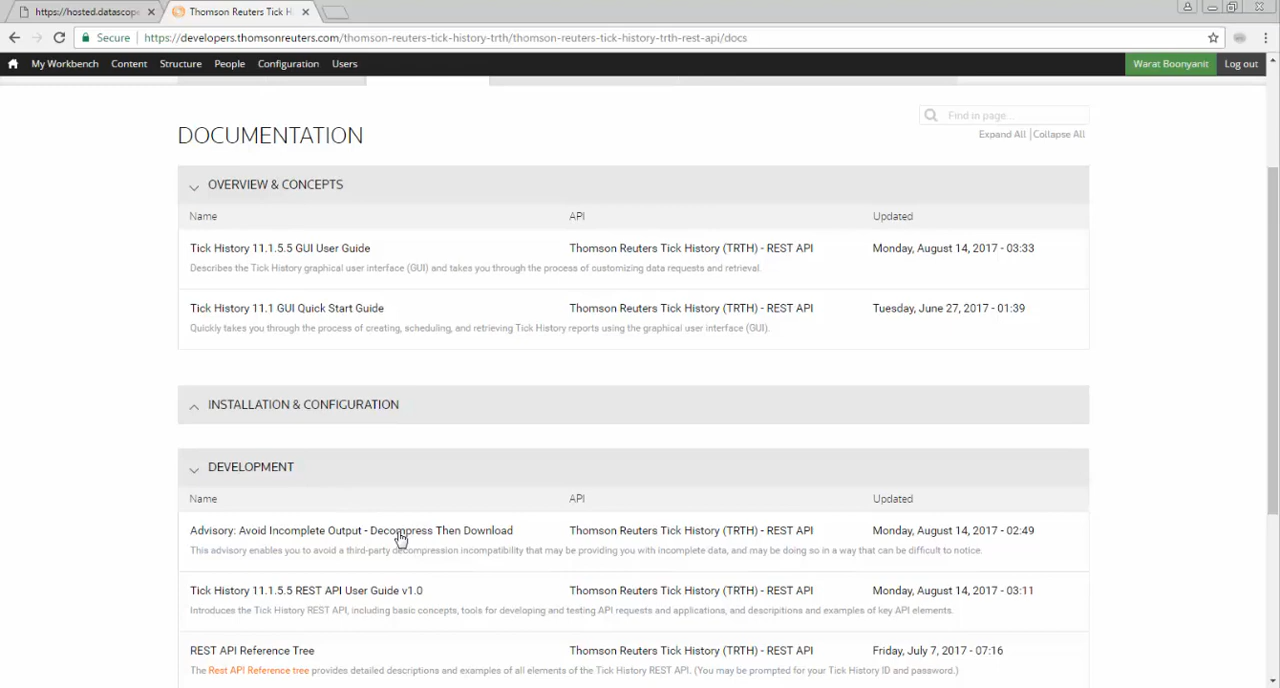 https://hosted.datascope
Thomson Reuters Tick H
Secure
https://developers.thomsonreuters.com/thomson-reuters-tick-history-trth/thomson-reuters-tick-history-trth-rest-api/docs
My Workbench Content Structure People Configuration Users Warat Boonyanit Log out
Find in page...
DOCUMENTATION
Expand All | Collapse All
OVERVIEW & CONCEPTS
Name API Updated
Tick History 11.1.5.5 GUI User Guide Thomson Reuters Tick History (TRTH) - REST API Monday, August 14, 2017 - 03:33
Describes the Tick History graphical user interface (GUI) and takes you through the process of customizing data requests and retrieval.
Tick History 11.1 GUI Quick Start Guide Thomson Reuters Tick History (TRTH) - REST API Tuesday, June 27, 2017 - 01:39
Quickly takes you through the process of creating, scheduling, and retrieving Tick History reports using the graphical user interface (GUI).
INSTALLATION & CONFIGURATION
DEVELOPMENT
Name API Updated
Advisory: Avoid Incomplete Output - Decompress Then Download Thomson Reuters Tick History (TRTH) - REST API Monday, August 14, 2017 - 02:49
This advisory enables you to avoid a third-party decompression incompatibility that may be providing you with incomplete data, and may be doing so in a way that can be difficult to notice.
Tick History 11.1.5.5 REST API User Guide v1.0 Thomson Reuters Tick History (TRTH) - REST API Monday, August 14, 2017 - 03:11
Introduces the Tick History REST API, including basic concepts, tools for developing and testing API requests and applications, and descriptions and examples of key API elements.
REST API Reference Tree Thomson Reuters Tick History (TRTH) - REST API Friday, July 7, 2017 - 07:16
The Rest API Reference tree provides detailed descriptions and examples of all elements of the Tick History REST API. (You may be prompted for your Tick History ID and password.)